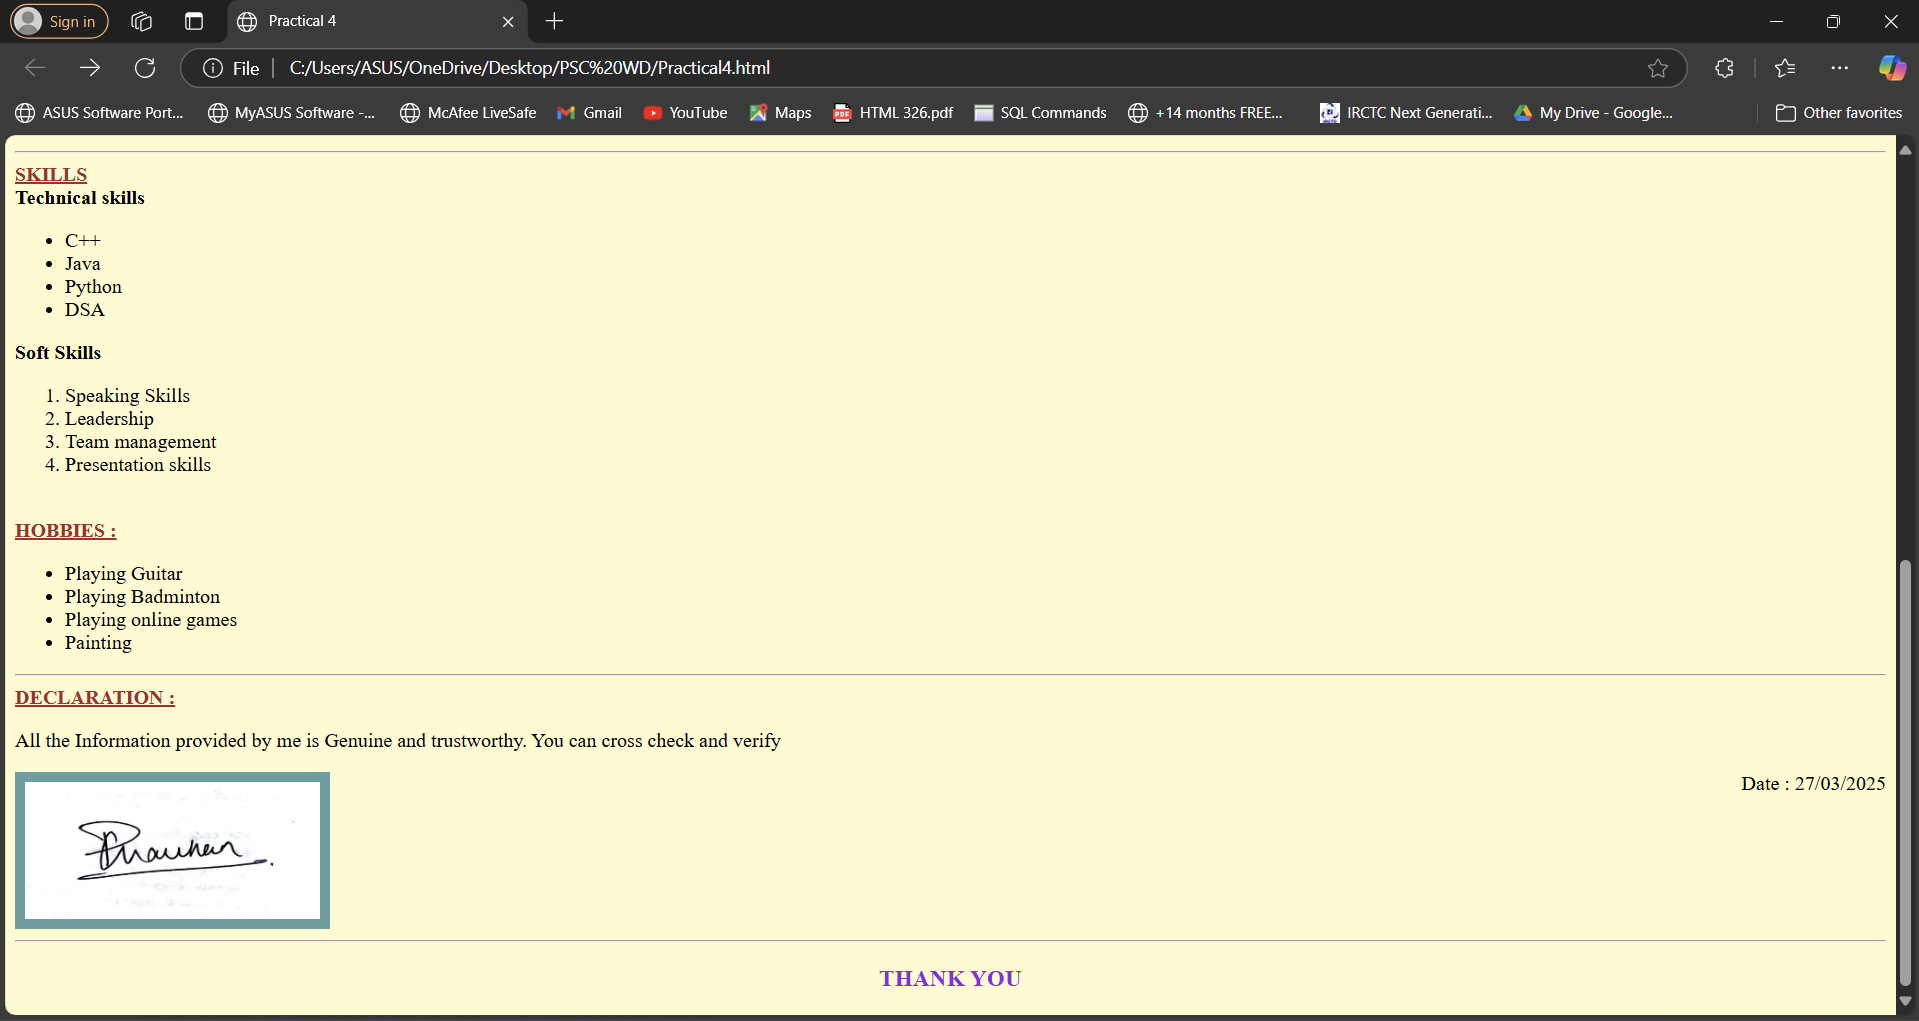 Sign in
Practical 4
File
C:/Users/ASUS/OneDrive/Desktop/PSC%20WD/Practical4.html
ASUS Software Port...
MyASUS Software -...
McAfee LiveSafe
Gmail
YouTube
Maps
HTML 326.pdf
SQL Commands
+14 months FREE...
IRCTC Next Generati...
My Drive - Google...
Other favorites
SKILLS
Technical skills
• C++
• Java
• Python
• DSA
Soft Skills
1. Speaking Skills
2. Leadership
3. Team management
4. Presentation skills
HOBBIES :
• Playing Guitar
• Playing Badminton
• Playing online games
• Painting
DECLARATION :
All the Information provided by me is Genuine and trustworthy. You can cross check and verify
Date : 27/03/2025
THANK YOU